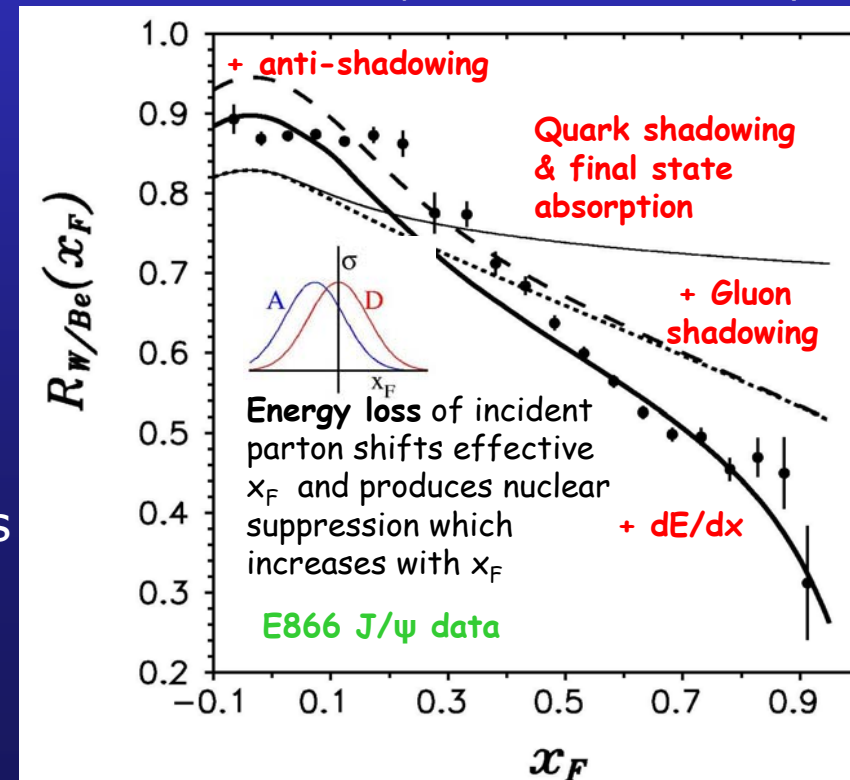 1.0
+ anti-shadowing
0.9
Quark shadowing
& final state
absorption
0.8
R_{W/Be}(x_F)
0.7
σ
A
D
x_F
+ Gluon
shadowing
0.6
Energy loss of incident
parton shifts effective
x_F and produces nuclear
suppression which
increases with x_F
0.5
+ dE/dx
0.4
s
0.3
E866 J/ψ data
0.2
−0.1 0.1 0.3 0.5 0.7 0.9
x_F